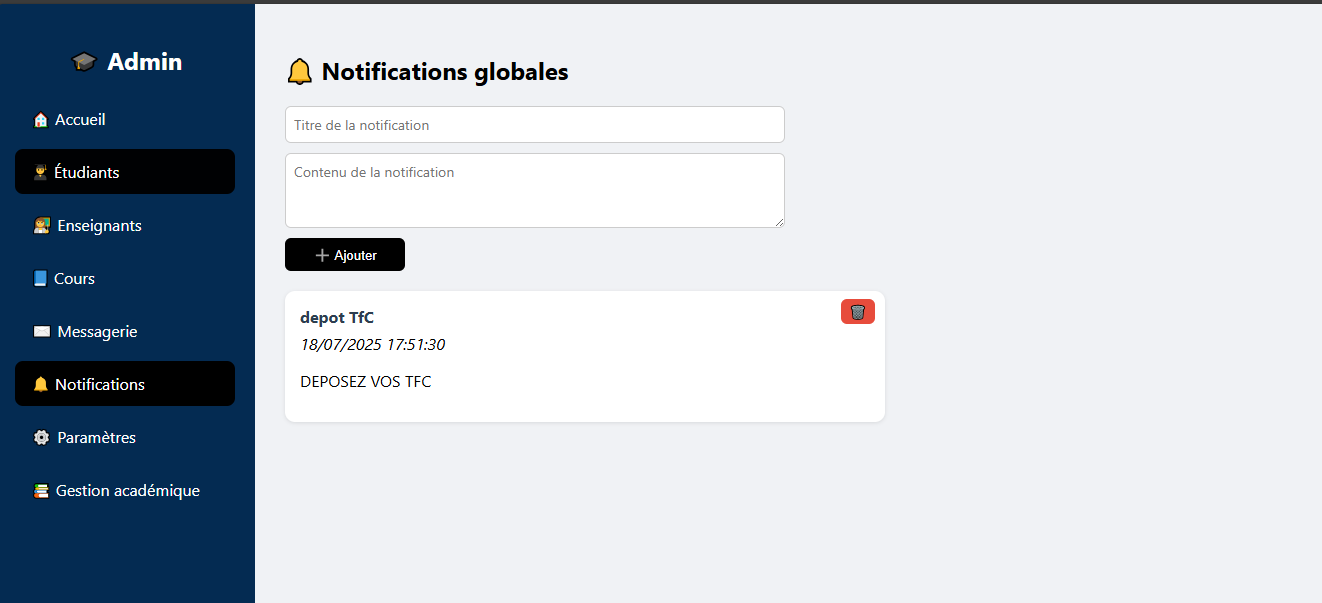 Admin
Accueil
Étudiants
Enseignants
Cours
Messagerie
Notifications
Paramètres
Gestion académique
Notifications globales
Titre de la notification
Contenu de la notification
Ajouter
depot TfC
18/07/2025 17:51:30
DEPOSEZ VOS TFC